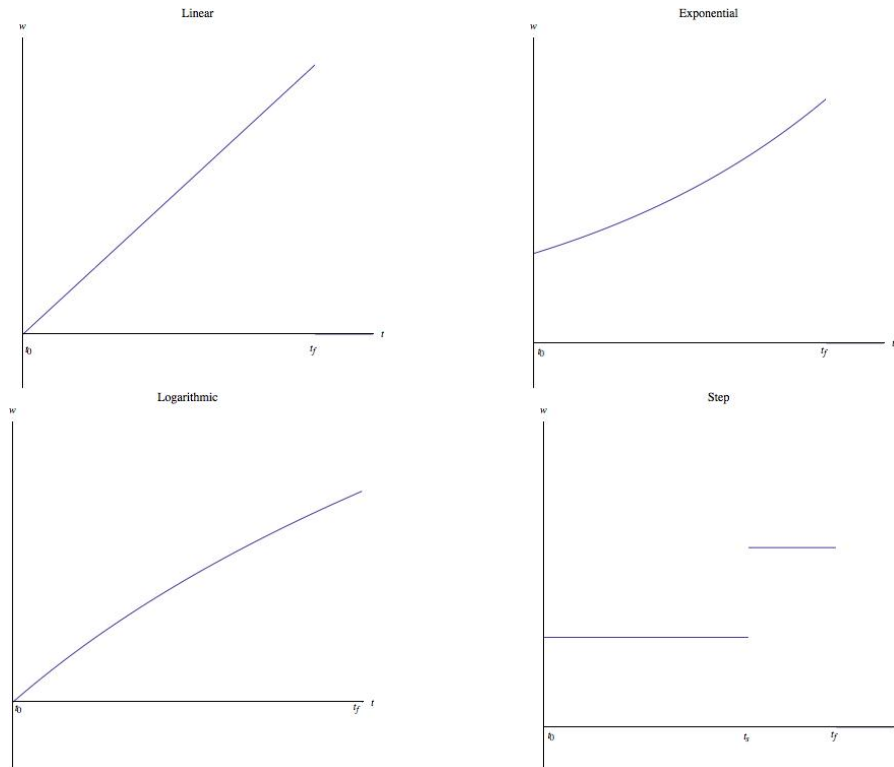 Linear
w
t
t0
tf
Exponential
w
t
t0
tf
Logarithmic
w
t
t0
tf
Step
w
t0
ts
tf